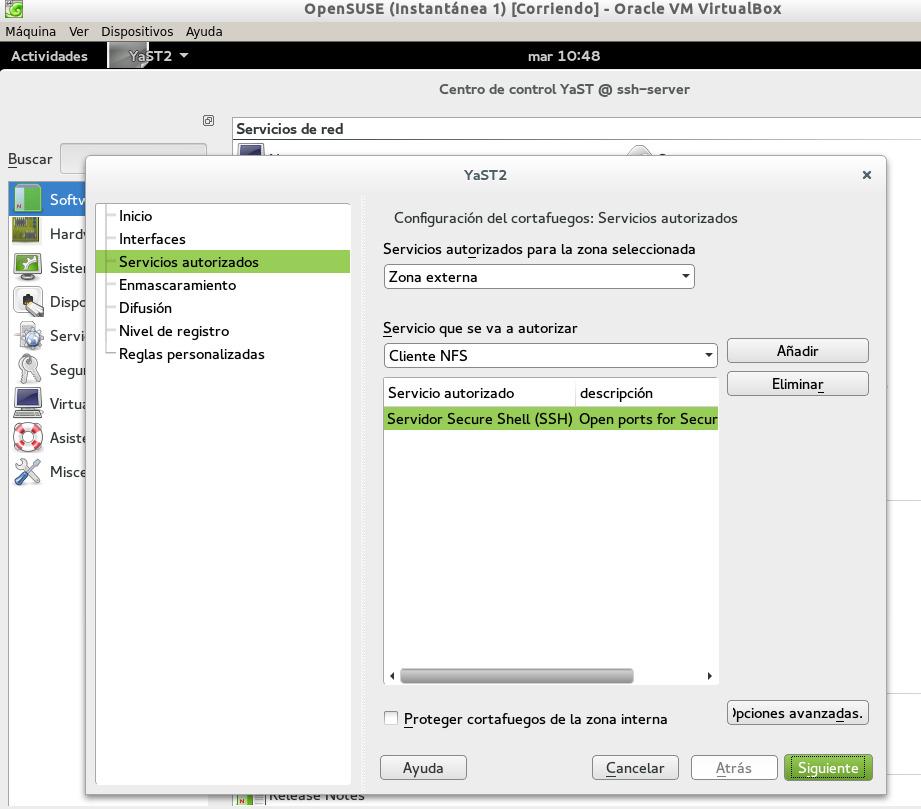 OpenSUSE (Instantánea 1) [Corriendo] - Oracle VM VirtualBox
Máquina Ver Dispositivos Ayuda
Actividades YaST2 mar 10:48
Centro de control YaST @ ssh-server
Servicios de red
Buscar
Softw
Hardw
Sister
Dispo
Servi
Segur
Virtua
Asiste
Misce
YaST2
Inicio
Interfaces
Servicios autorizados
Enmascaramiento
Difusión
Nivel de registro
Reglas personalizadas
Configuración del cortafuegos: Servicios autorizados
Servicios autorizados para la zona seleccionada
Zona externa
Servicio que se va a autorizar
Cliente NFS
Añadir
Eliminar
Servicio autorizado descripción
Servidor Secure Shell (SSH) Open ports for Secur
Proteger cortafuegos de la zona interna
Opciones avanzadas.
Ayuda Cancelar Atrás Siguiente
Release Notes